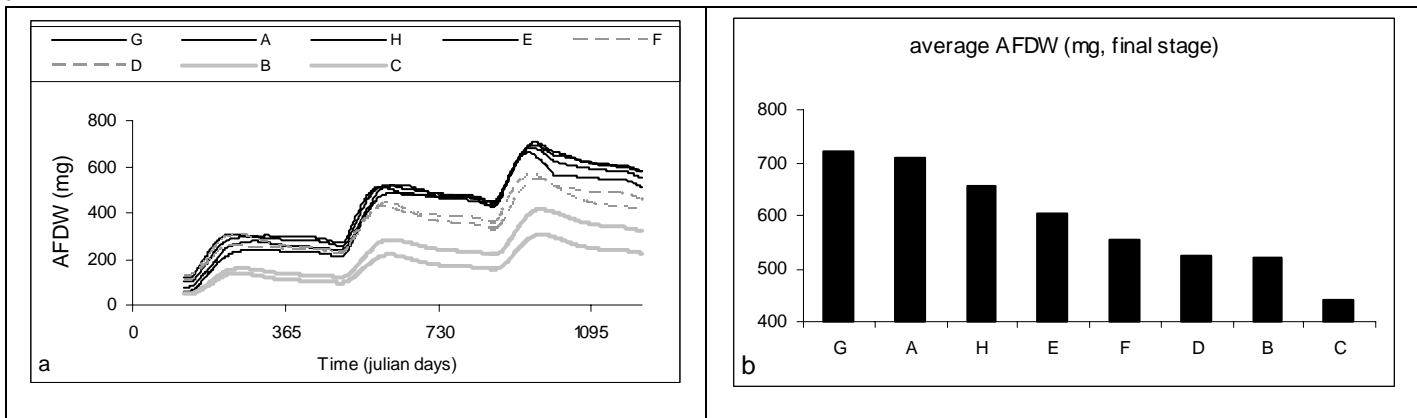 G A H E F
D B C
800
600
400
200
0
AFDW (mg)
0 365 730 1095
Time (julian days)
a
average AFDW (mg, final stage)
800
700
600
500
400
G A H E F D B C
b